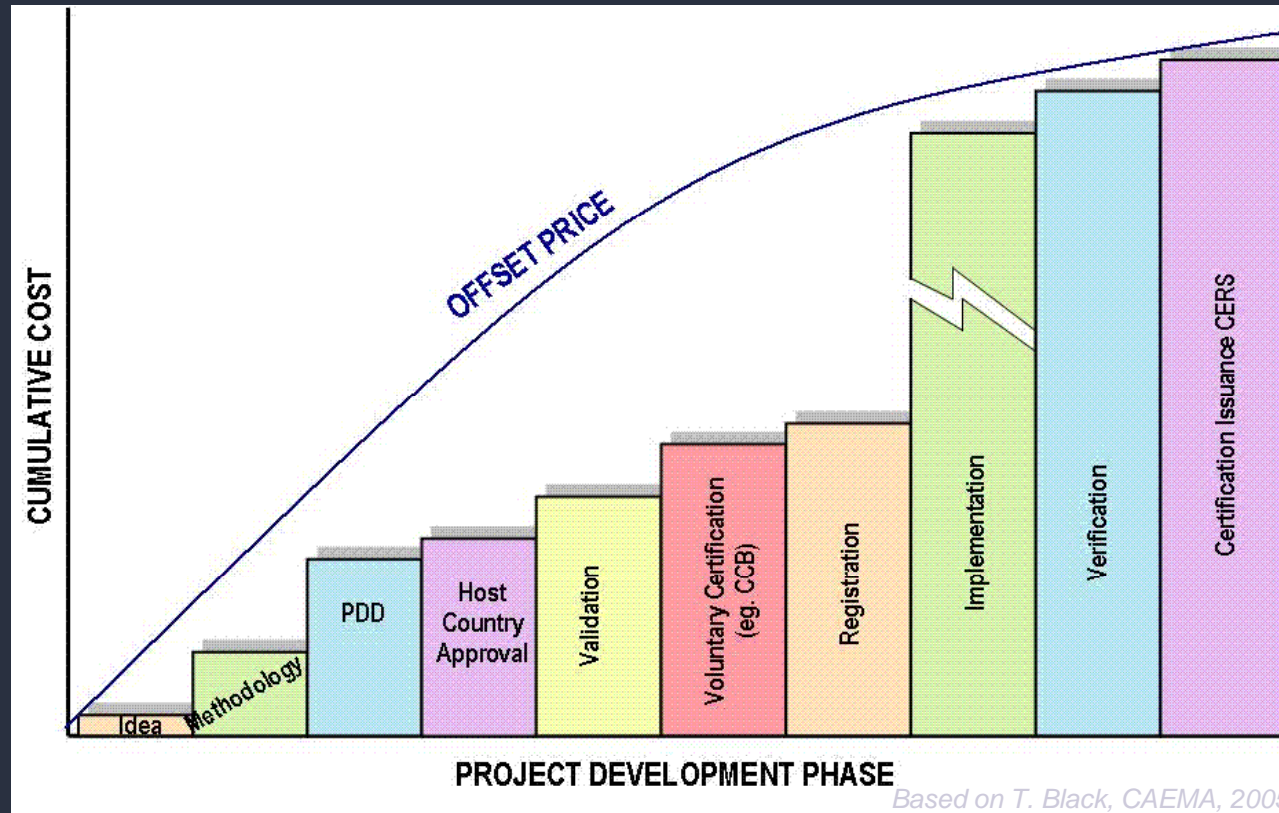 OFFSET PRICE
CUMULATIVE COST
Idea
Methodology
PDD
Host
Country
Approval
Validation
Voluntary Certification
(eg. CCB)
Registration
Implementation
Verification
Certification Issuance CERS
PROJECT DEVELOPMENT PHASE
Based on T. Black, CAEMA, 2005